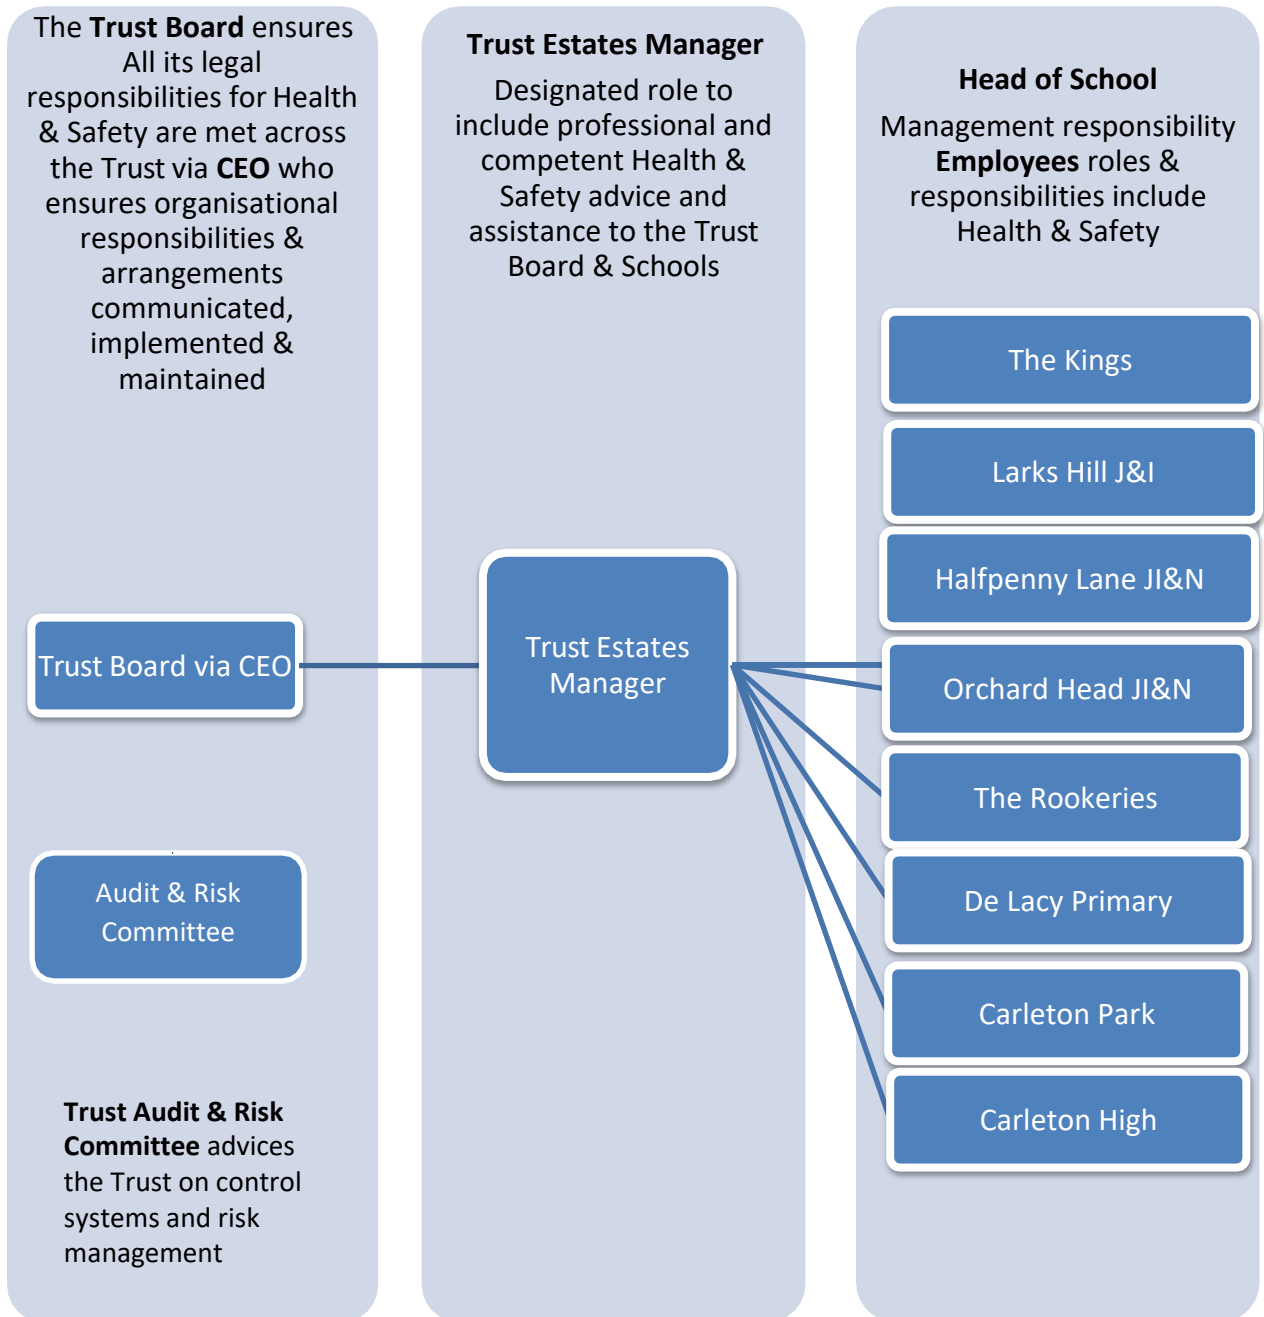 The Trust Board ensures
All its legal
responsibilities for Health
& Safety are met across
the Trust via CEO who
ensures organisational
responsibilities &
arrangements
communicated,
implemented &
maintained
Trust Board via CEO
Audit & Risk
Committee
Trust Audit & Risk
Committee advices
the Trust on control
systems and risk
management
Trust Estates Manager
Designated role to
include professional and
competent Health &
Safety advice and
assistance to the Trust
Board & Schools
Trust Estates
Manager
Head of School
Management responsibility
Employees roles &
responsibilities include
Health & Safety
The Kings
Larks Hill J&I
Halfpenny Lane JI&N
Orchard Head JI&N
The Rookeries
De Lacy Primary
Carleton Park
Carleton High